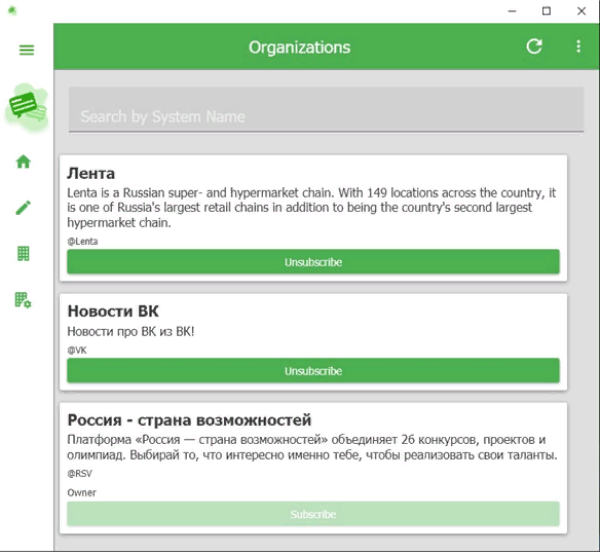 Organizations
Search by System Name
Лента
Lenta is a Russian super- and hypermarket chain. With 149 locations across the country, it
is one of Russia's largest retail chains in addition to being the country's second largest
hypermarket chain.
@Lenta
Unsubscribe
Новости ВК
Новости про ВК из ВК!
@VK
Unsubscribe
Россия - страна возможностей
Платформа «Россия — страна возможностей» объединяет 26 конкурсов, проектов и
олимпиад. Выбирай то, что интересно именно тебе, чтобы реализовать свои таланты.
@RSV
Owner
Subscribe